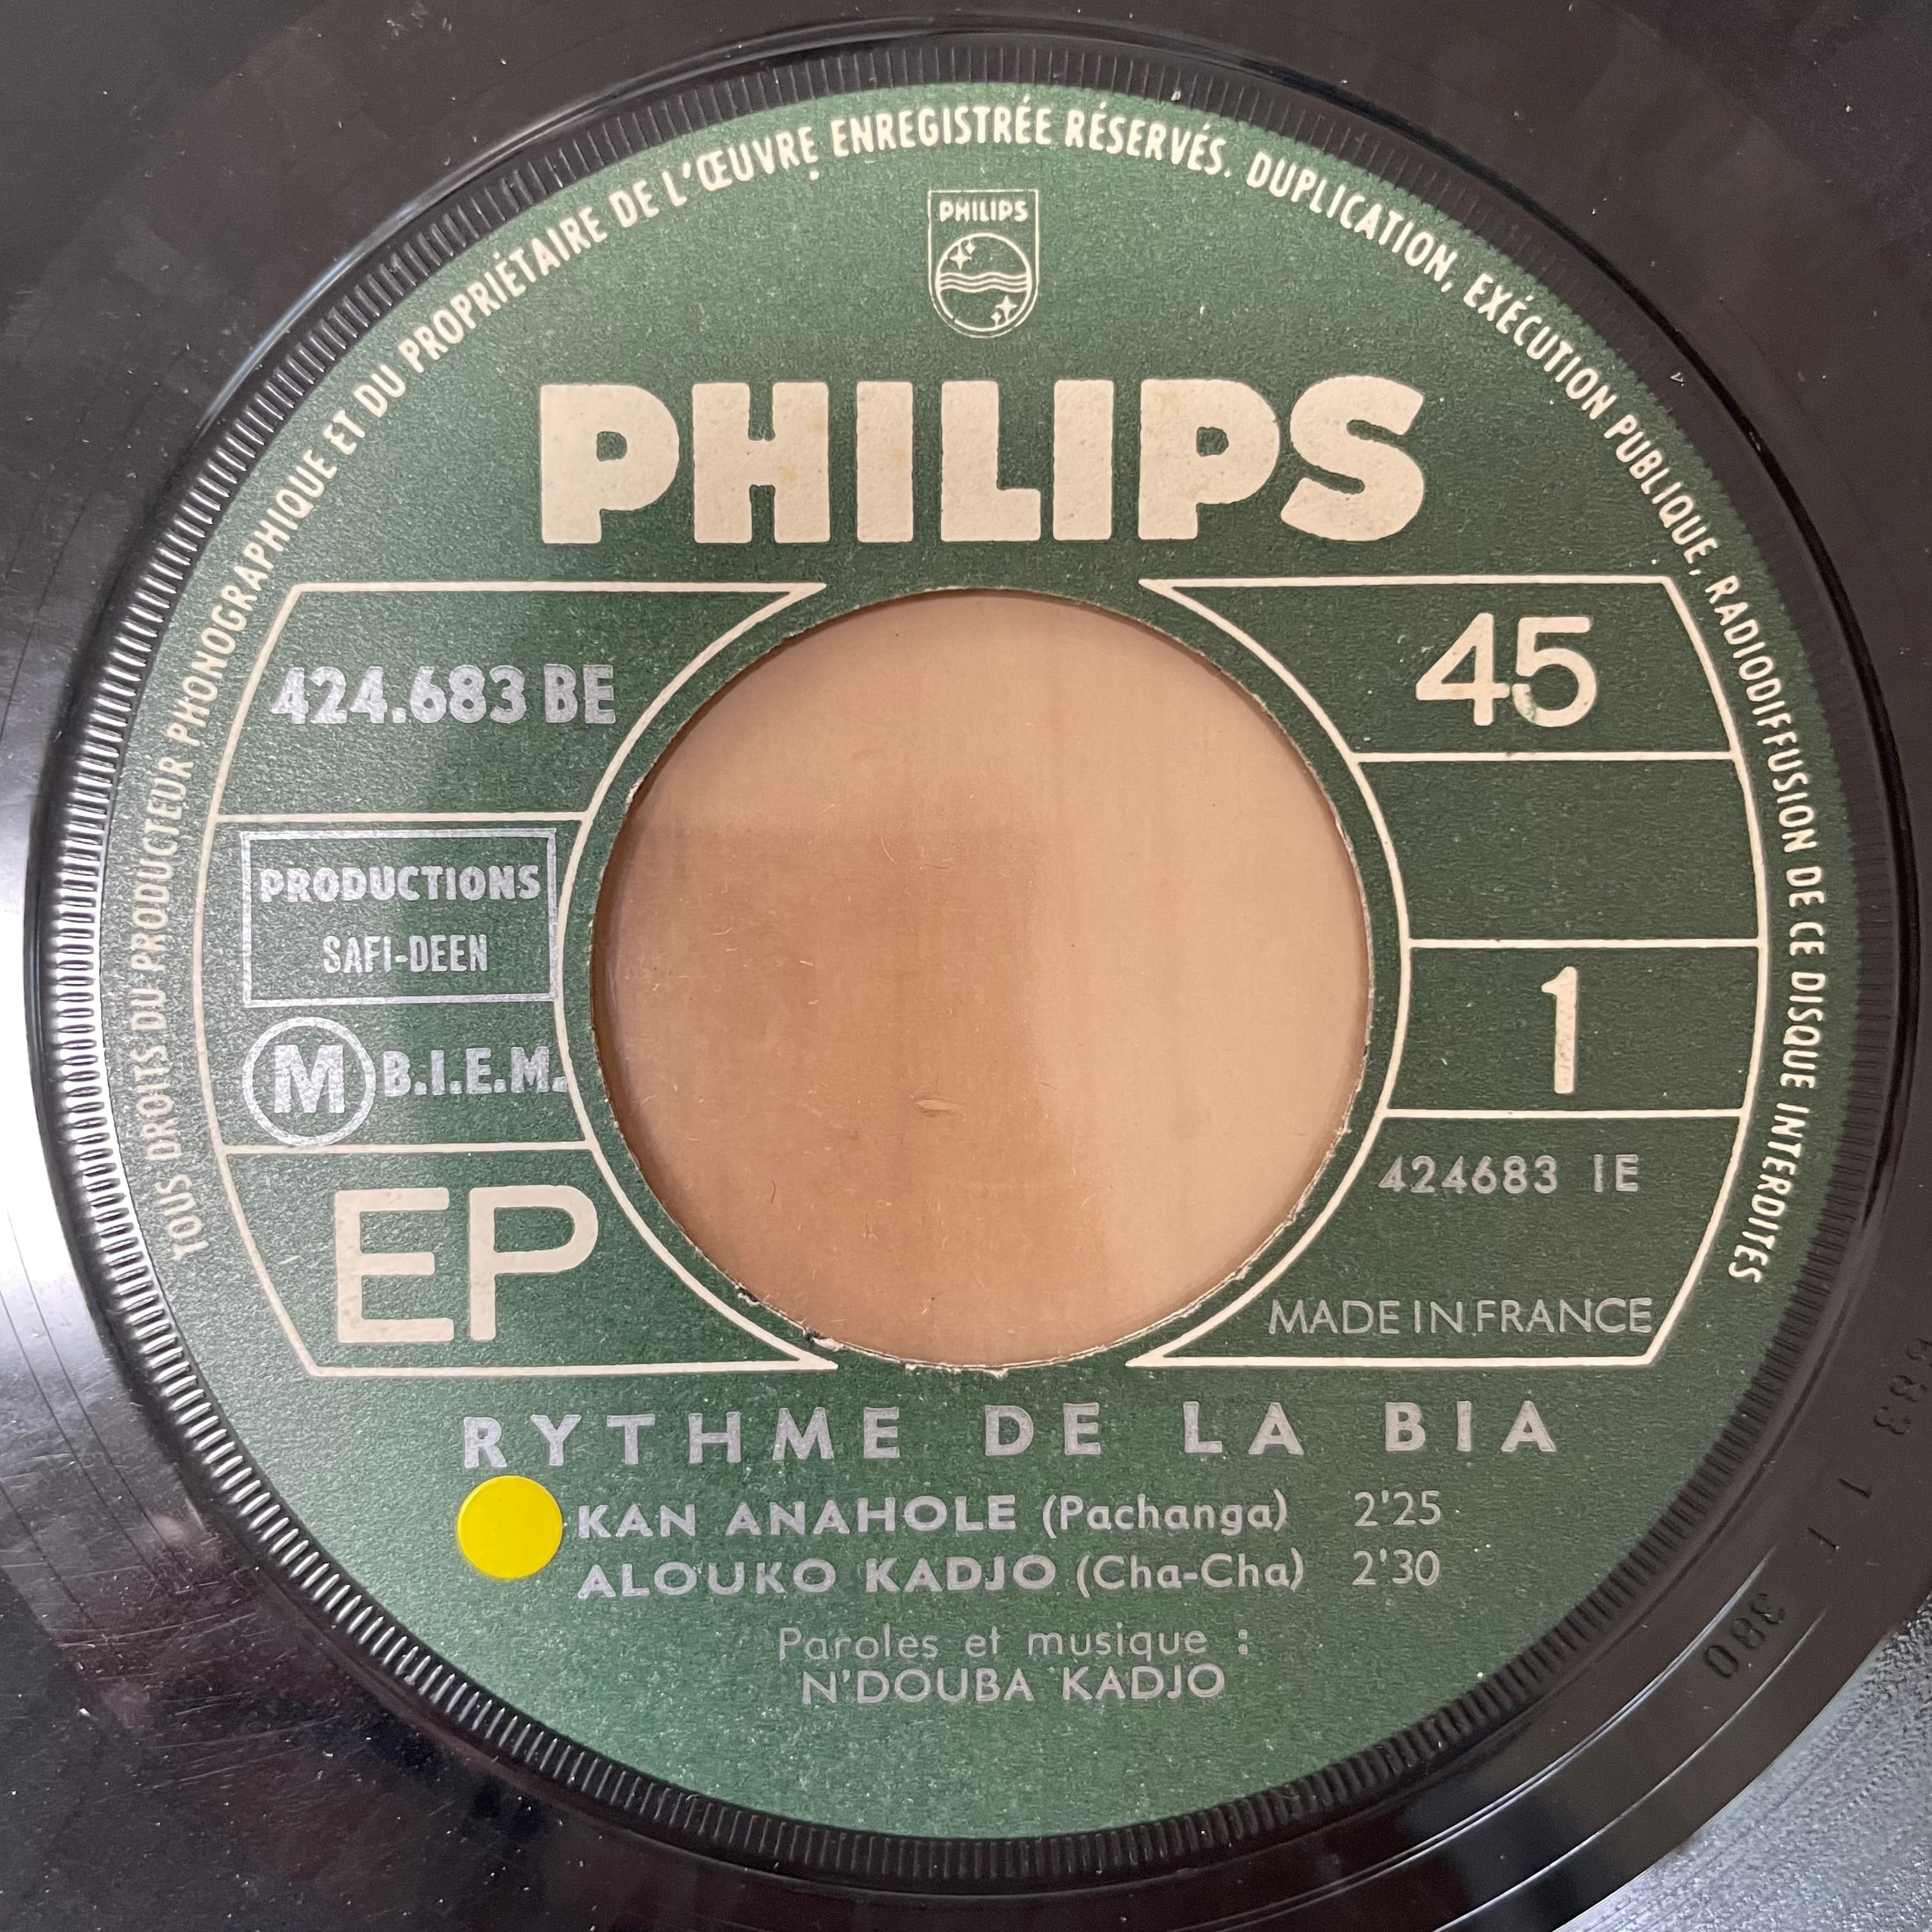 TOUS DROITS DU PRODUCTEUR PHONOGRAPHIQUE ET DU PROPRIÉTAIRE DE L'ŒUVRE ENREGISTRÉE RÉSERVÉS. DUPLICATION, EXÉCUTION PUBLIQUE, RADIODIFFUSION DE CE DISQUE INTERDITES
PHILIPS
PHILIPS
424.683 BE
45
PRODUCTIONS
SAFI-DEEN
1
M B.I.E.M.
424683 IE
EP
MADE IN FRANCE
RYTHME DE LA BIA
KAN ANAHOLE (Pachanga) 2'25
ALOUKO KADJO (Cha-Cha) 2'30
Paroles et musique :
N'DOUBA KADJO
380